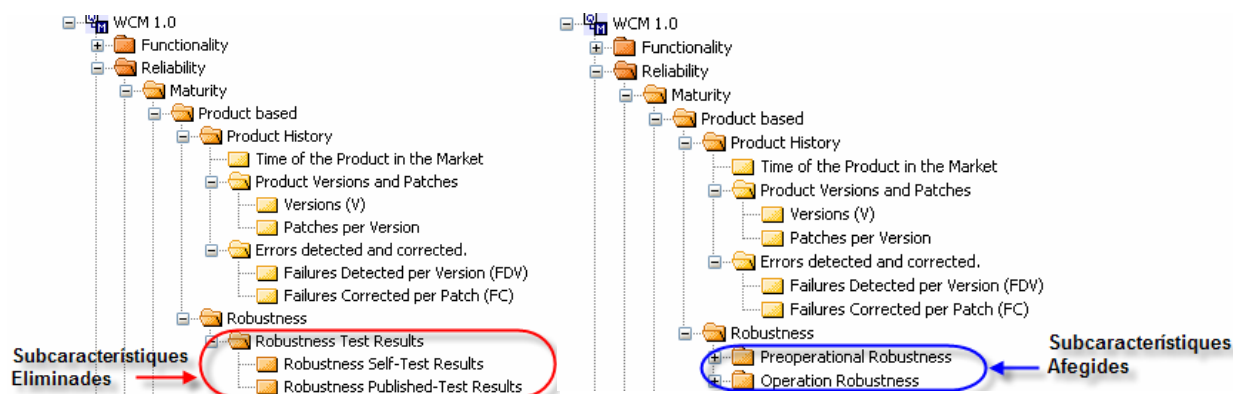 WCM 1.0
Functionality
Reliability
Maturity
Product based
Product History
Time of the Product in the Market
Product Versions and Patches
Versions (V)
Patches per Version
Errors detected and corrected.
Failures Detected per Version (FDV)
Failures Corrected per Patch (FC)
Robustness
Robustness Test Results
Robustness Self-Test Results
Robustness Published-Test Results
Subcaracterístiques
Eliminades
WCM 1.0
Functionality
Reliability
Maturity
Product based
Product History
Time of the Product in the Market
Product Versions and Patches
Versions (V)
Patches per Version
Errors detected and corrected.
Failures Detected per Version (FDV)
Failures Corrected per Patch (FC)
Robustness
Preoperational Robustness
Operation Robustness
Subcaracterístiques
Afegides